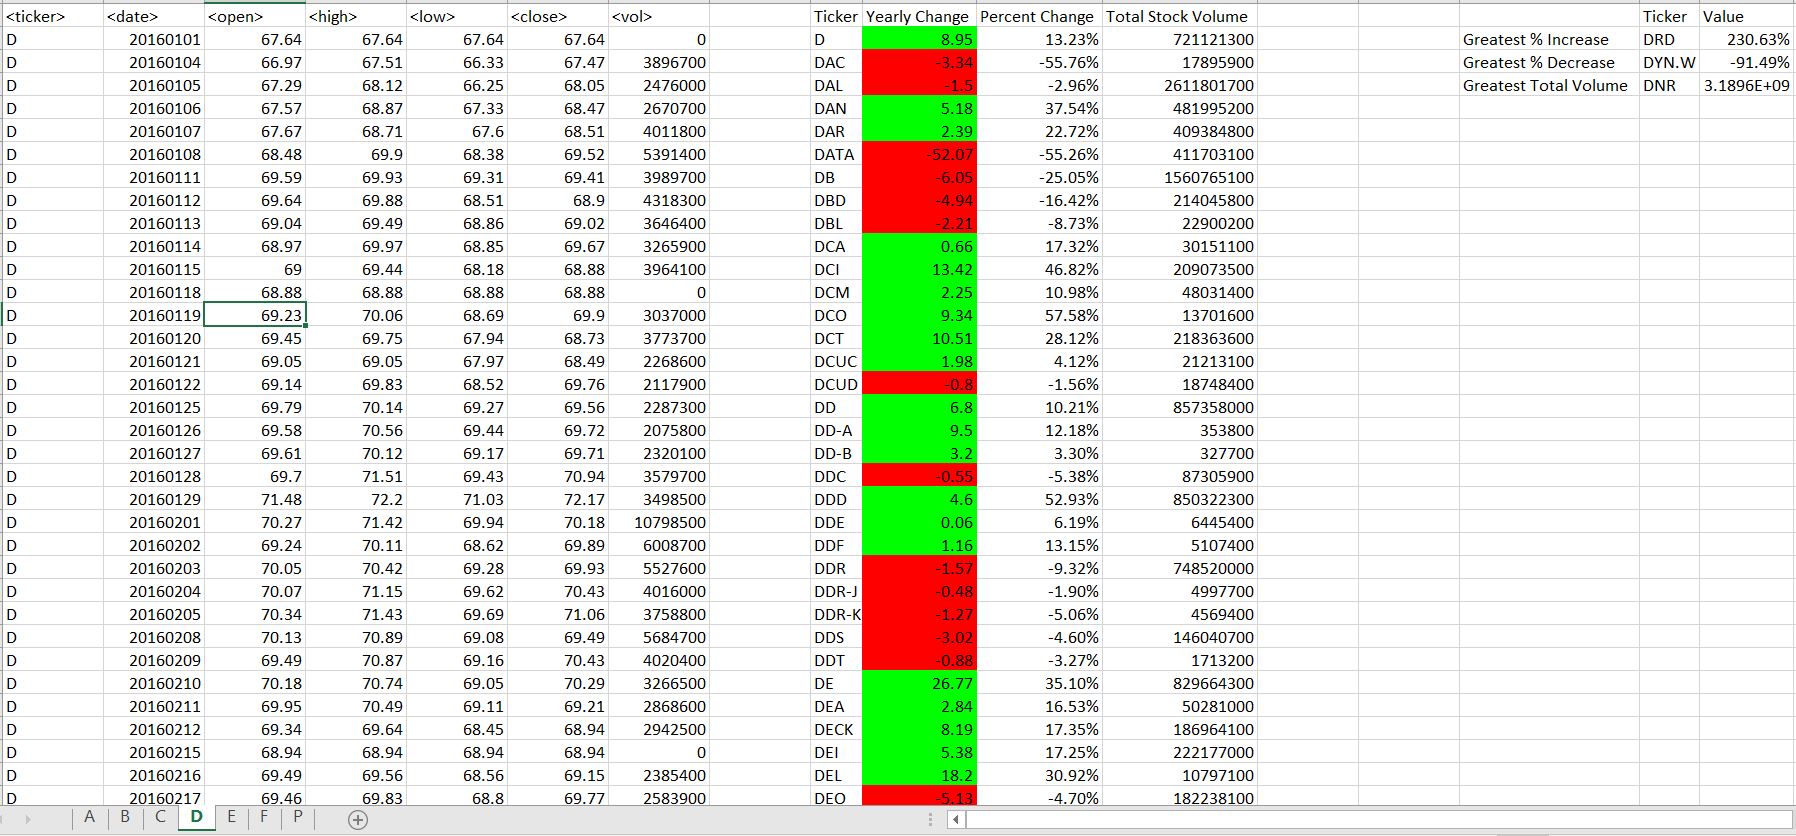 <ticker> <date> <open> <high> <low> <close> <vol> Ticker Yearly Change Percent Change Total Stock Volume Ticker Value
D 20160101 67.64 67.64 67.64 67.64 0 D 8.95 13.23% 721121300 Greatest % Increase DRD 230.63%
D 20160104 66.97 67.51 66.33 67.47 3896700 DAC -3.34 -55.76% 17895900 Greatest % Decrease DYN.W -91.49%
D 20160105 67.29 68.12 66.25 68.05 2476000 DAL -1.5 -2.96% 2611801700 Greatest Total Volume DNR 3.1896E+09
D 20160106 67.57 68.87 67.33 68.47 2670700 DAN 5.18 37.54% 481995200
D 20160107 67.67 68.71 67.6 68.51 4011800 DAR 2.39 22.72% 409384800
D 20160108 68.48 69.9 68.38 69.52 5391400 DATA -52.07 -55.26% 411703100
D 20160111 69.59 69.93 69.31 69.41 3989700 DB -6.05 -25.05% 1560765100
D 20160112 69.64 69.88 68.51 68.9 4318300 DBD -4.94 -16.42% 214045800
D 20160113 69.04 69.49 68.86 69.02 3646400 DBL -2.21 -8.73% 22900200
D 20160114 68.97 69.97 68.85 69.67 3265900 DCA 0.66 17.32% 30151100
D 20160115 69 69.44 68.18 68.88 3964100 DCI 13.42 46.82% 209073500
D 20160118 68.88 68.88 68.88 68.88 0 DCM 2.25 10.98% 48031400
D 20160119 69.23 70.06 68.69 69.9 3037000 DCO 9.34 57.58% 13701600
D 20160120 69.45 69.75 67.94 68.73 3773700 DCT 10.51 28.12% 218363600
D 20160121 69.05 69.05 67.97 68.49 2268600 DCUC 1.98 4.12% 21213100
D 20160122 69.14 69.83 68.52 69.76 2117900 DCUD -0.8 -1.56% 18748400
D 20160125 69.79 70.14 69.27 69.56 2287300 DD 6.8 10.21% 857358000
D 20160126 69.58 70.56 69.44 69.72 2075800 DD-A 9.5 12.18% 353800
D 20160127 69.61 70.12 69.17 69.71 2320100 DD-B 3.2 3.30% 327700
D 20160128 69.7 71.51 69.43 70.94 3579700 DDC -0.55 -5.38% 87305900
D 20160129 71.48 72.2 71.03 72.17 3498500 DDD 4.6 52.93% 850322300
D 20160201 70.27 71.42 69.94 70.18 10798500 DDE 0.06 6.19% 6445400
D 20160202 69.24 70.11 68.62 69.89 6008700 DDF 1.16 13.15% 5107400
D 20160203 70.05 70.42 69.28 69.93 5527600 DDR -1.57 -9.32% 748520000
D 20160204 70.07 71.15 69.62 70.43 4016000 DDR-J -0.48 -1.90% 4997700
D 20160205 70.34 71.43 69.69 71.06 3758800 DDR-K -1.27 -5.06% 4569400
D 20160208 70.13 70.89 69.08 69.49 5684700 DDS -3.02 -4.60% 146040700
D 20160209 69.49 70.87 69.16 70.43 4020400 DDT -0.88 -3.27% 1713200
D 20160210 70.18 70.74 69.05 70.29 3266500 DE 26.77 35.10% 829664300
D 20160211 69.95 70.49 69.11 69.21 2868600 DEA 2.84 16.53% 50281000
D 20160212 69.34 69.64 68.45 68.94 2942500 DECK 8.19 17.35% 186964100
D 20160215 68.94 68.94 68.94 68.94 0 DEI 5.38 17.25% 222177000
D 20160216 69.49 69.56 68.56 69.15 2385400 DEL 18.2 30.92% 10797100
D 20160217 69.46 69.83 68.8 69.77 2583900 DEO -5.13 -4.70% 182238100
A B C D E F P